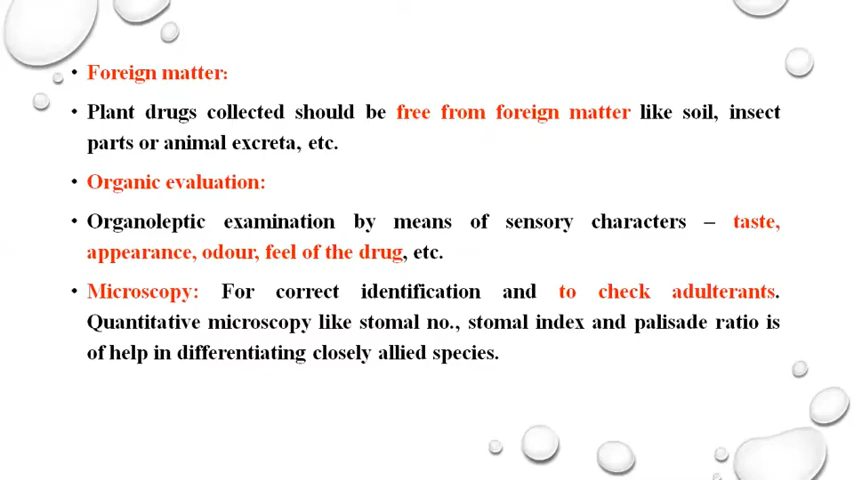 • Foreign matter:
• Plant drugs collected should be free from foreign matter like soil, insect
parts or animal excreta, etc.
• Organic evaluation:
• Organoleptic examination by means of sensory characters – taste,
appearance, odour, feel of the drug, etc.
• Microscopy: For correct identification and to check adulterants.
Quantitative microscopy like stomal no., stomal index and palisade ratio is
of help in differentiating closely allied species.